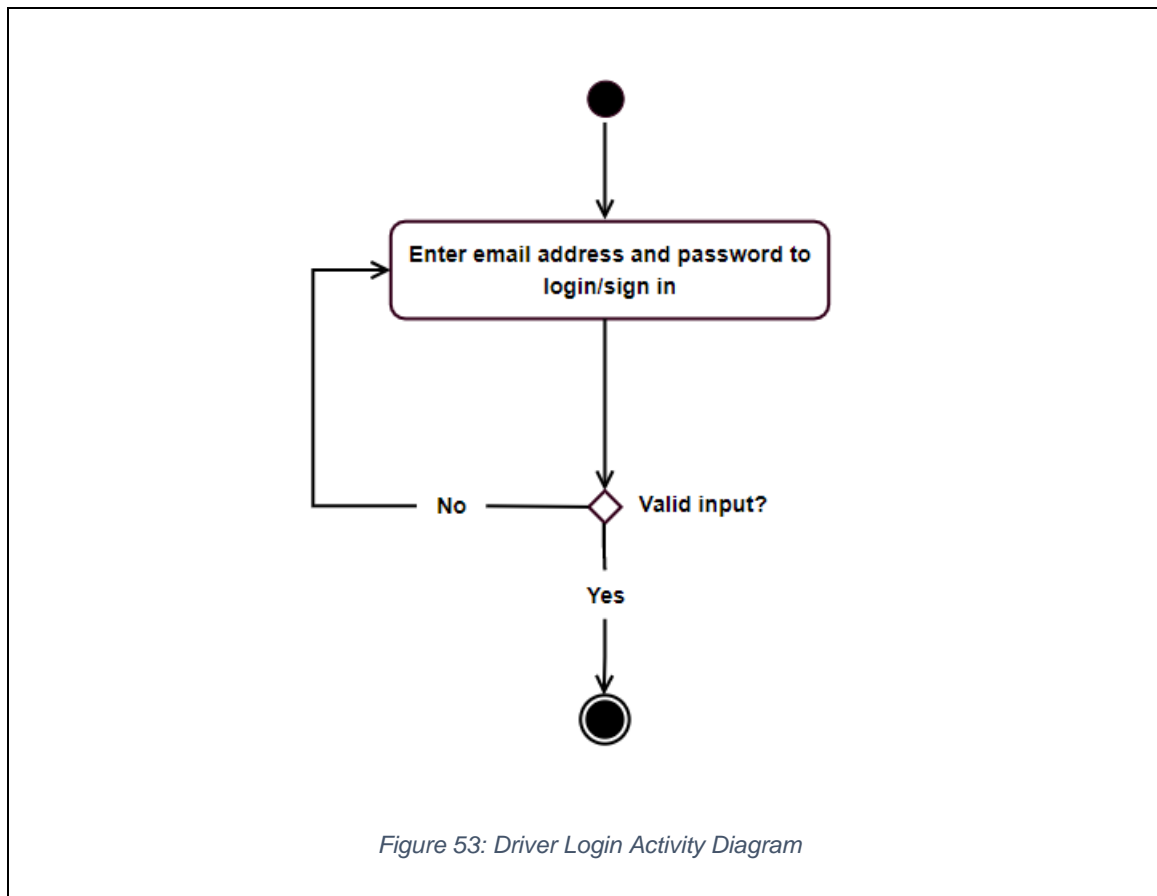 Enter email address and password to
login/sign in
No
Valid input?
Yes
Figure 53: Driver Login Activity Diagram